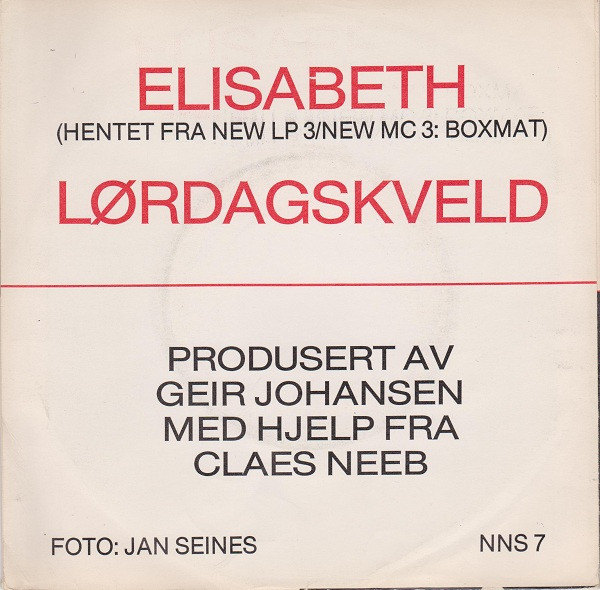 ELISABETH
(HENTET FRA NEW LP 3/NEW MC 3: BOXMAT)
LØRDAGSKVELD
PRODUSERT AV
GEIR JOHANSEN
MED HJELP FRA
CLAES NEEB
FOTO: JAN SEINES NNS 7